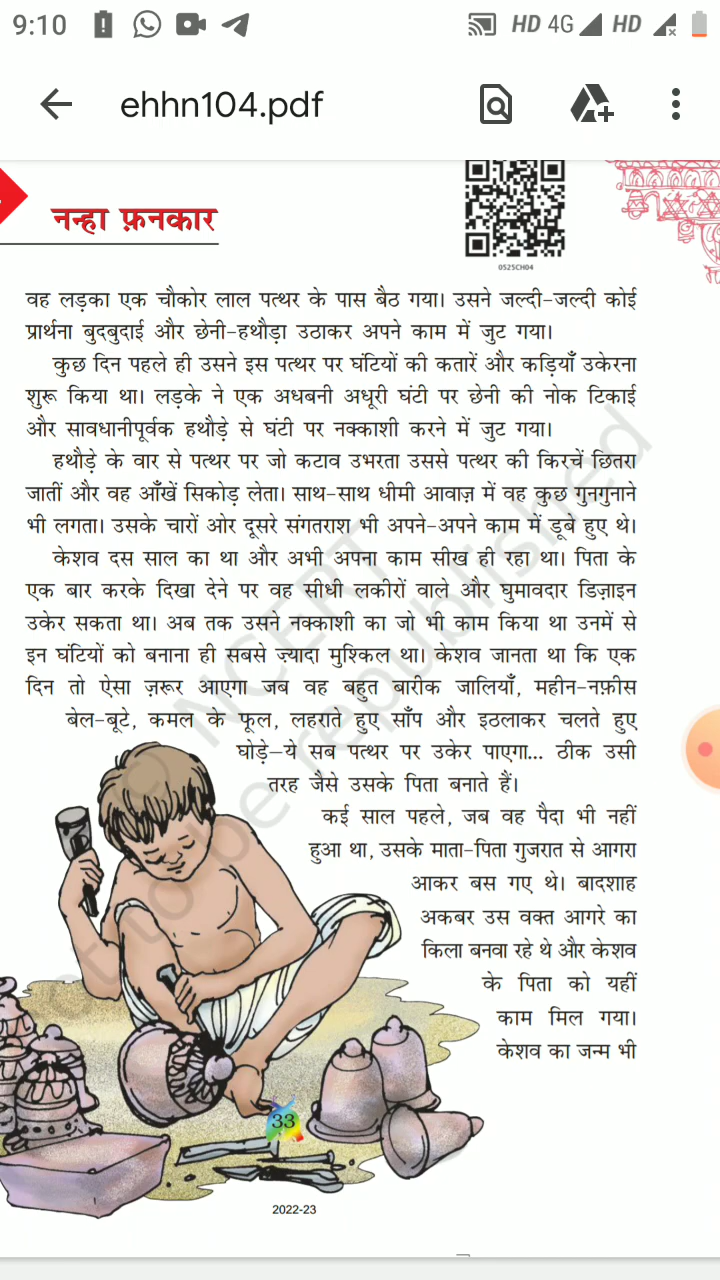 9:10 HD 4G HD
ehhn104.pdf
नन्हा फ़नकार
0525CH04
वह लड़का एक चौकोर लाल पत्थर के पास बैठ गया। उसने जल्दी-जल्दी कोई
प्रार्थना बुदबुदाई और छेनी-हथौड़ा उठाकर अपने काम में जुट गया।
कुछ दिन पहले ही उसने इस पत्थर पर घंटियों की कतारें और कड़ियाँ उकेरना
शुरू किया था। लड़के ने एक अधबनी अधूरी घंटी पर छेनी की नोक टिकाई
और सावधानीपूर्वक हथौड़े से घंटी पर नक्काशी करने में जुट गया।
हथौड़े के वार से पत्थर पर जो कटाव उभरता उससे पत्थर की किरचें छितरा
जातीं और वह आँखें सिकोड़ लेता। साथ-साथ धीमी आवाज़ में वह कुछ गुनगुनाने
भी लगता। उसके चारों ओर दूसरे संगतराश भी अपने-अपने काम में डूबे हुए थे।
केशव दस साल का था और अभी अपना काम सीख ही रहा था। पिता के
एक बार करके दिखा देने पर वह सीधी लकीरों वाले और घुमावदार डिज़ाइन
उकेर सकता था। अब तक उसने नक्काशी का जो भी काम किया था उनमें से
इन घंटियों को बनाना ही सबसे ज़्यादा मुश्किल था। केशव जानता था कि एक
दिन तो ऐसा ज़रूर आएगा जब वह बहुत बारीक जालियाँ, महीन-नफ़ीस
बेल-बूटे, कमल के फूल, लहराते हुए साँप और इठलाकर चलते हुए
घोड़े-ये सब पत्थर पर उकेर पाएगा... ठीक उसी
तरह जैसे उसके पिता बनाते हैं।
कई साल पहले, जब वह पैदा भी नहीं
हुआ था, उसके माता-पिता गुजरात से आगरा
आकर बस गए थे। बादशाह
अकबर उस वक्त आगरे का
किला बनवा रहे थे और केशव
के पिता को यहीं
काम मिल गया।
केशव का जन्म भी
33
2022-23
© NCERT
not to be republished